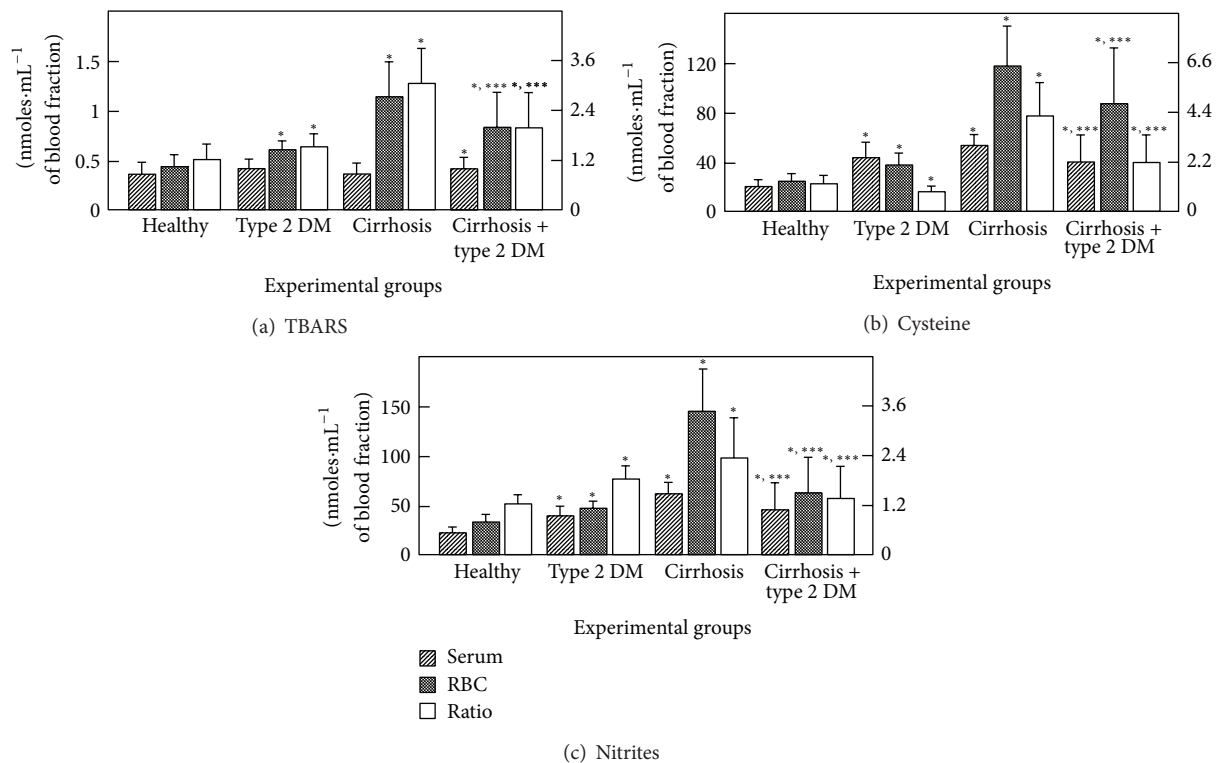 (nmoles·mL−1
of blood fraction)
1.5
1
0.5
0
3.6
2.4
1.2
0
* * * * *, *** *, *** *
Healthy Type 2 DM Cirrhosis Cirrhosis +
type 2 DM
Experimental groups
(a) TBARS
(nmoles·mL−1
of blood fraction)
120
80
40
0
6.6
4.4
2.2
0
* * * * * * *, *** *, *** *, ***
Healthy Type 2 DM Cirrhosis Cirrhosis +
type 2 DM
Experimental groups
(b) Cysteine
(nmoles·mL−1
of blood fraction)
150
100
50
0
3.6
2.4
1.2
0
* * * * * * *, *** *, *** *, ***
Healthy Type 2 DM Cirrhosis Cirrhosis +
type 2 DM
Experimental groups
Serum
RBC
Ratio
(c) Nitrites